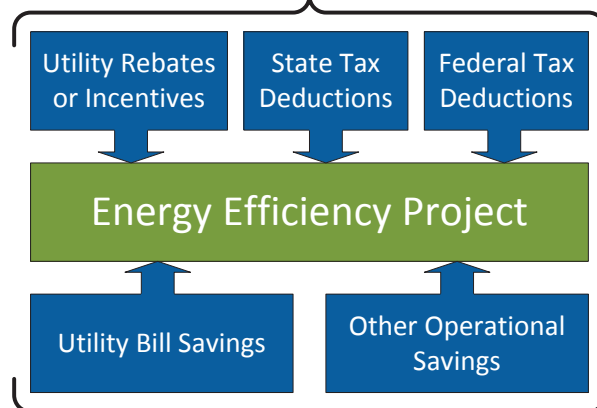 Utility Rebates
or Incentives
State Tax
Deductions
Federal Tax
Deductions
Energy Efficiency Project
Utility Bill Savings
Other Operational
Savings